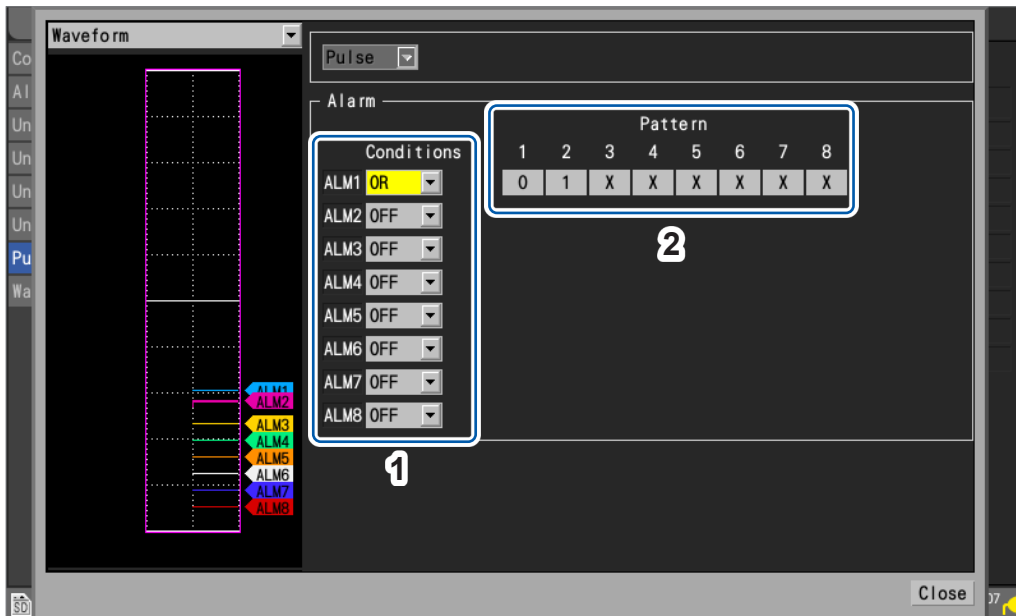 Waveform
Pulse
Co
Al
Un
Un
Un
Un
Pu
Wa
Alarm
Conditions
ALM1 OR
ALM2 OFF
ALM3 OFF
ALM4 OFF
ALM5 OFF
ALM6 OFF
ALM7 OFF
ALM8 OFF
1
Pattern
1 2 3 4 5 6 7 8
0 1 X X X X X X
2
ALM1
ALM2
ALM3
ALM4
ALM5
ALM6
ALM7
ALM8
Close
SD
07